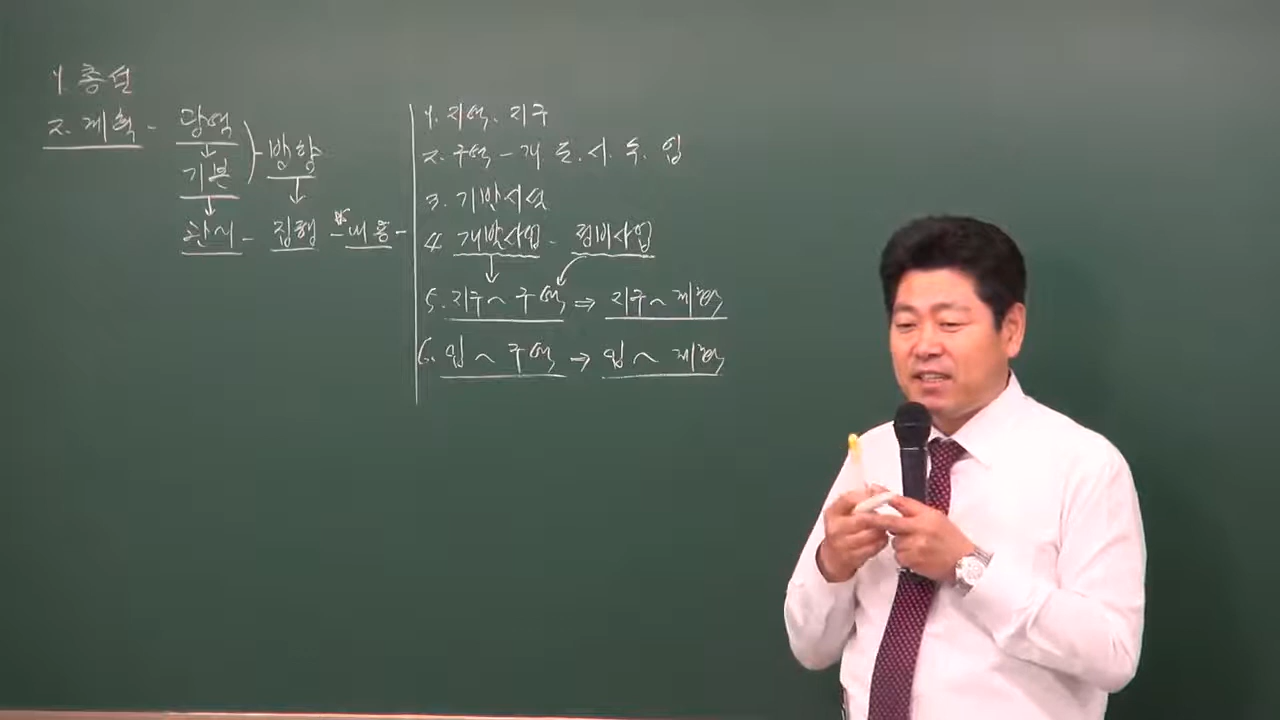 1. 총설
2. 계획 - 광역
기본 - 방향
관리 - 집행 - 내용 -
1. 지역. 지구
2. 구역 - 개. 도. 시. 수. 입
3. 기반시설
4. 개발사업 - 정비사업
5. 지구~구역 ⇒ 지구~계획
6. 입~구역 → 입~계획